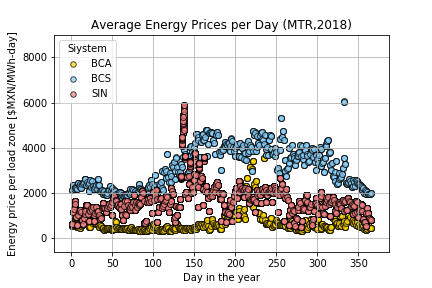 Average Energy Prices per Day (MTR,2018)
Energy price per load zone [$MXN/MWh-day]
8000
6000
4000
2000
0
Siystem
BCA
BCS
SIN
0 50 100 150 200 250 300 350
Day in the year